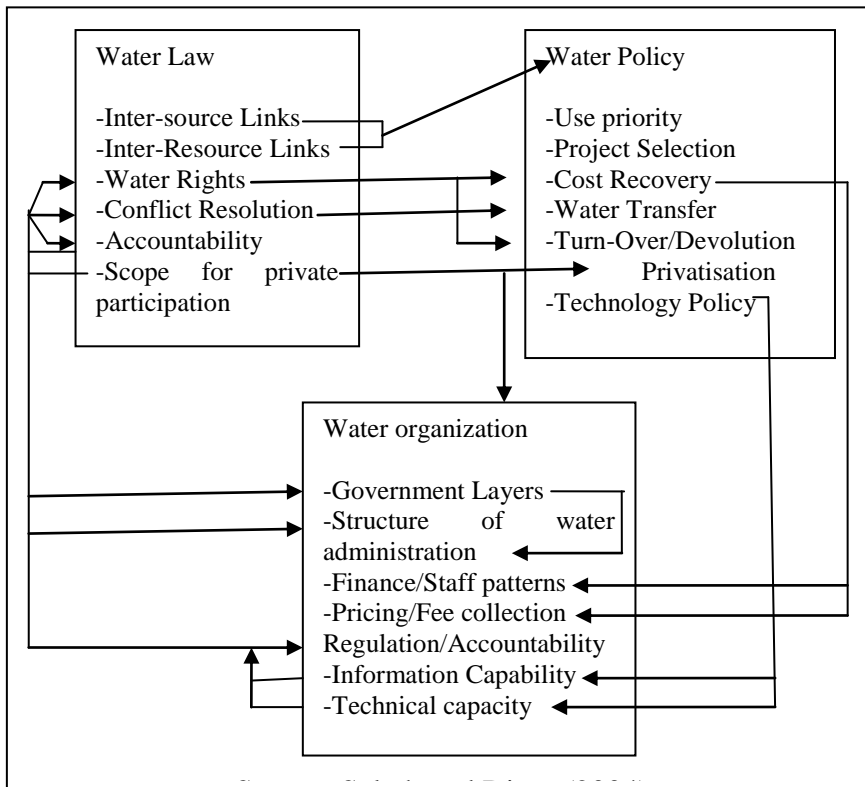 Water Law
-Inter-source Links
-Inter-Resource Links
-Water Rights
-Conflict Resolution
-Accountability
-Scope for private
participation
Water Policy
-Use priority
-Project Selection
-Cost Recovery
-Water Transfer
-Turn-Over/Devolution
Privatisation
-Technology Policy
Water organization
-Government Layers
-Structure of water
administration
-Finance/Staff patterns
-Pricing/Fee collection
Regulation/Accountability
-Information Capability
-Technical capacity